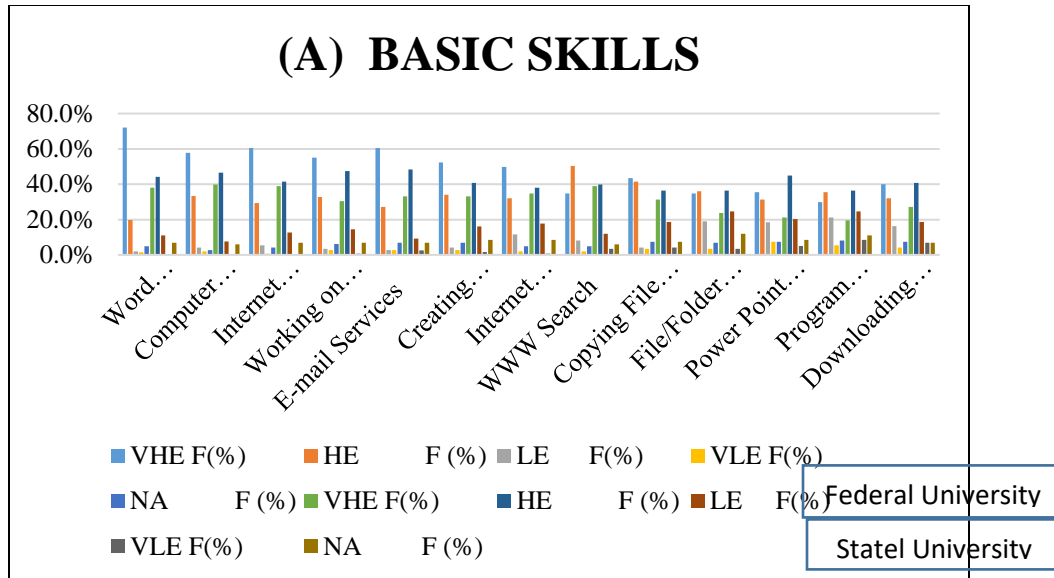 (A) BASIC SKILLS
80.0%
60.0%
40.0%
20.0%
0.0%
Word...
Computer...
Internet...
Working on...
E-mail Services
Creating...
Internet...
WWW Search
Copying File...
File/Folder...
Power Point...
Program...
Downloading...
VHE F(%) HE F (%) LE F(%) VLE F(%)
NA F (%) VHE F(%) HE F (%) LE F(%)
Federal University
VLE F(%) NA F (%)
Statel University